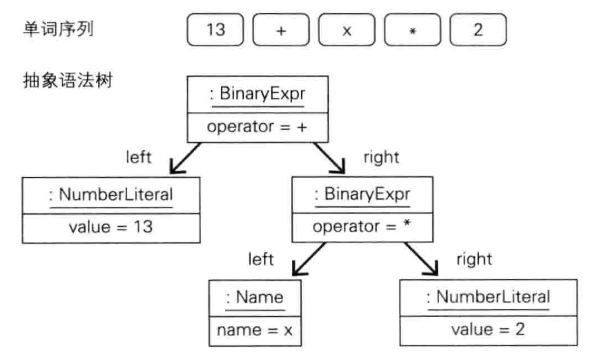 单词序列 13 + x * 2
抽象语法树
: BinaryExpr
operator = +
left right
: NumberLiteral : BinaryExpr
value = 13 operator = *
left right
: Name : NumberLiteral
name = x value = 2